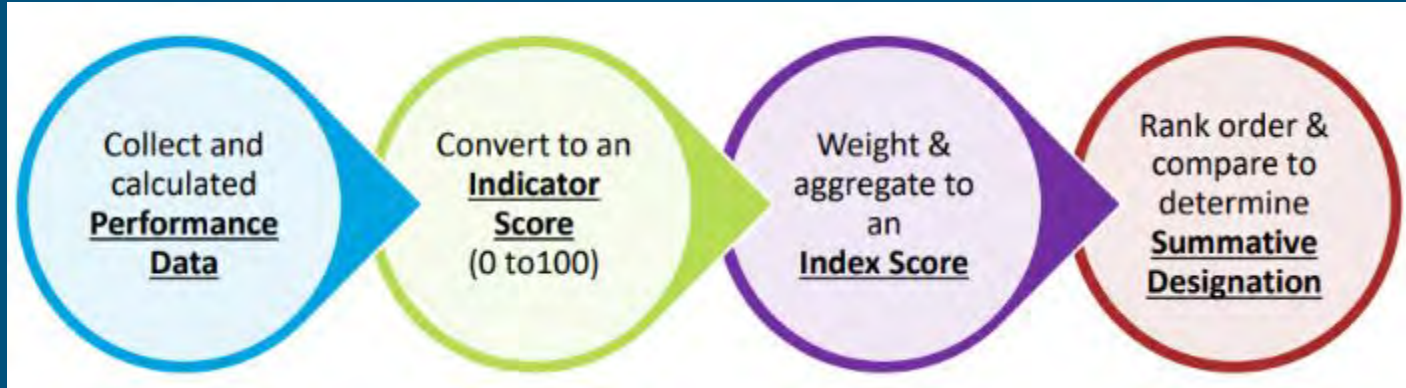 Collect and
calculated
Performance
Data
Convert to an
Indicator
Score
(0 to100)
Weight &
aggregate to
an
Index Score
Rank order &
compare to
determine
Summative
Designation